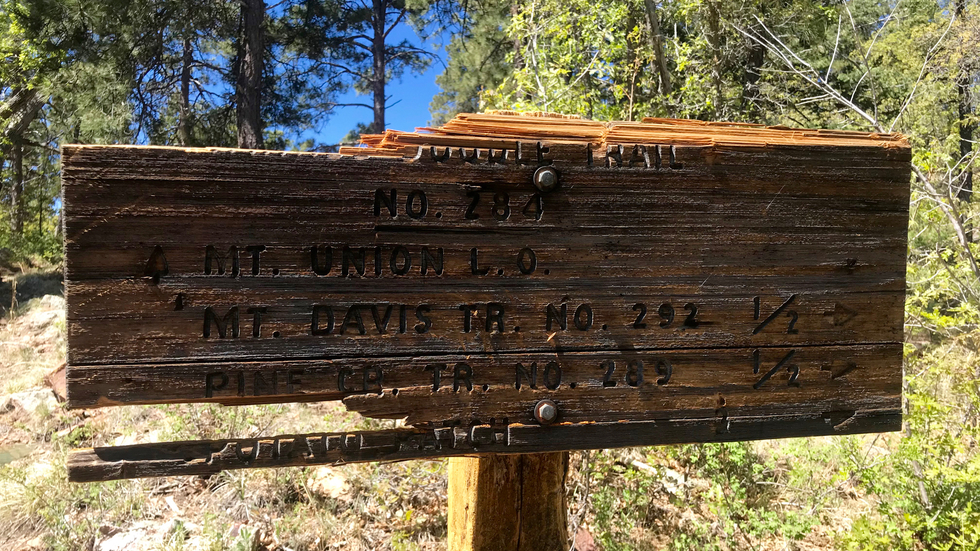 DOODLE TRAIL
NO. 284
MT. UNION L.O.
MT. DAVIS TR. NO. 292 1/2
PINE CR. TR. NO. 289 1/2